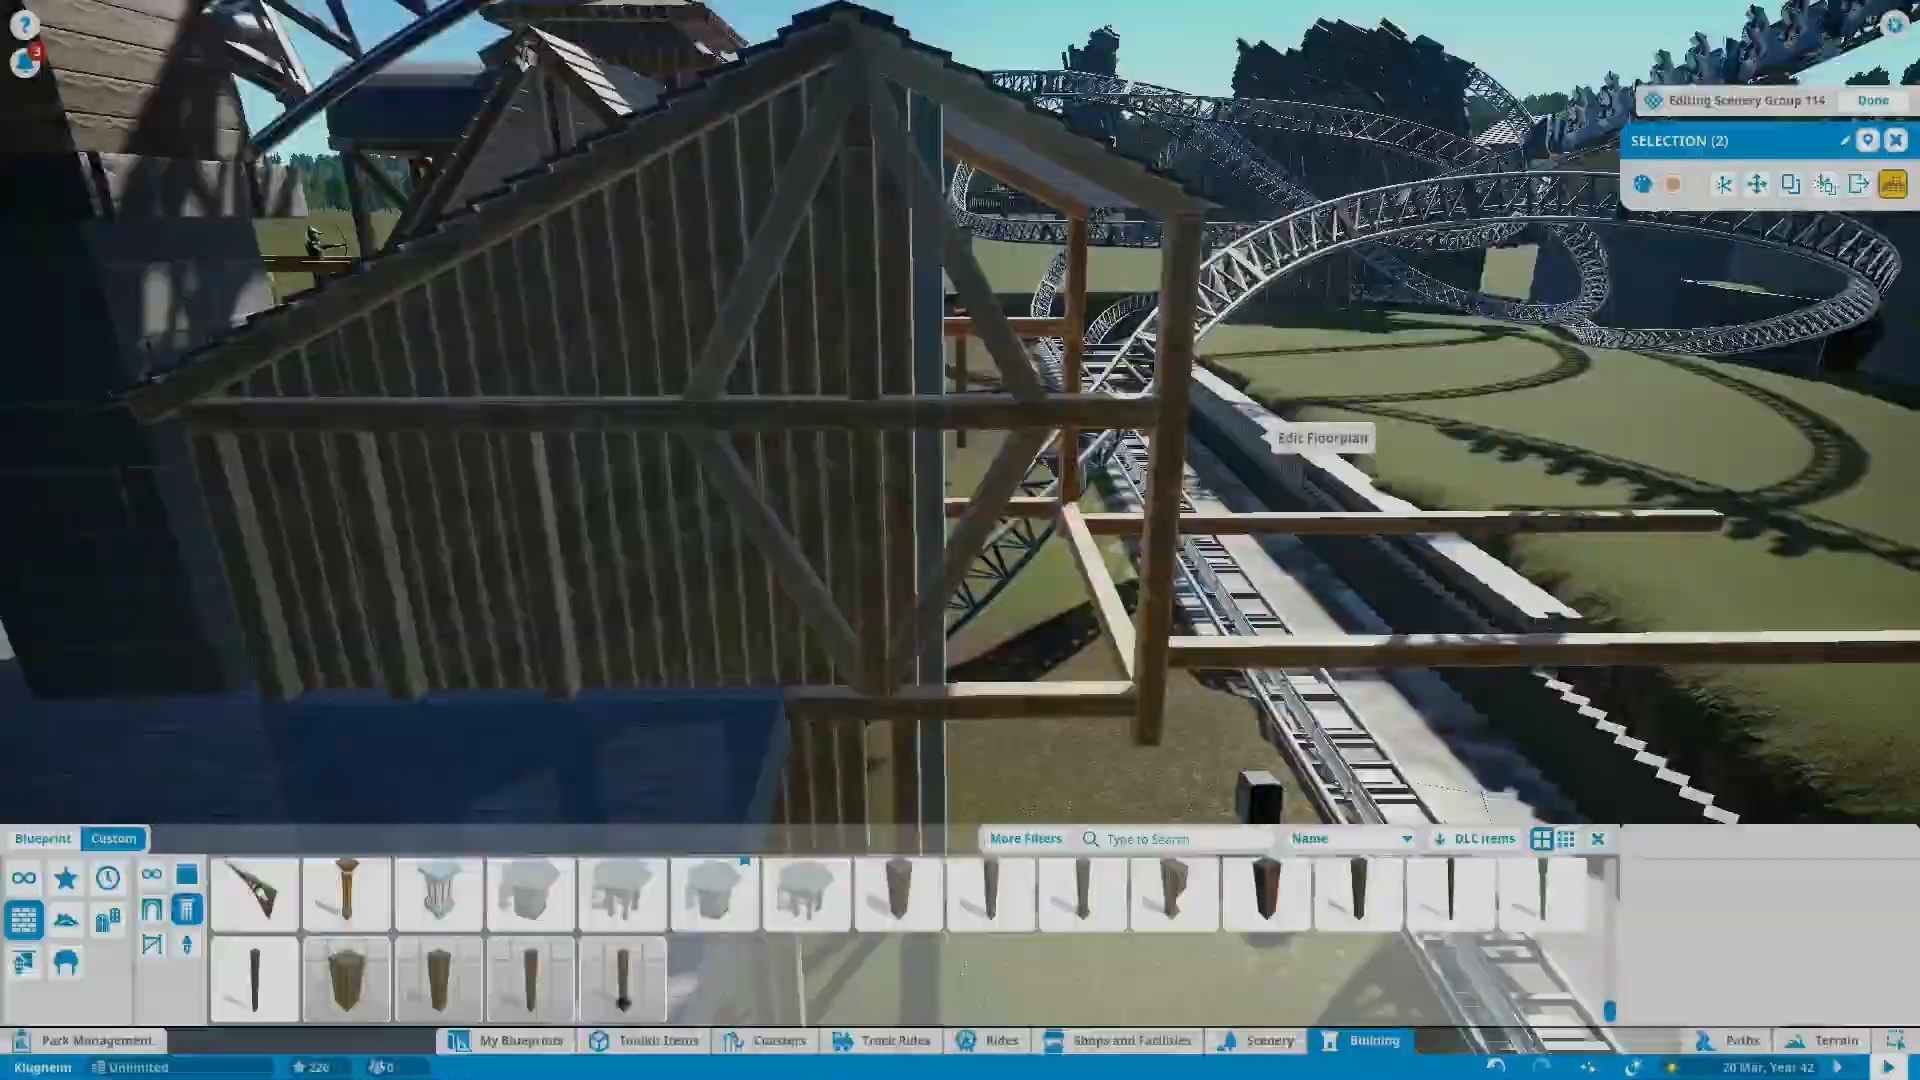 ?
3
Editing Scenery Group 114
Done
SELECTION (2)
Edit Floorplan
Blueprint
Custom
More Filters
Type to Search
Name
DLC Items
Park Management
My Blueprints
Toolkit Items
Coasters
Track Rides
Rides
Shops and Facilities
Scenery
Building
Paths
Terrain
Klugheim
Unlimited
226
0
20 Mar, Year 42